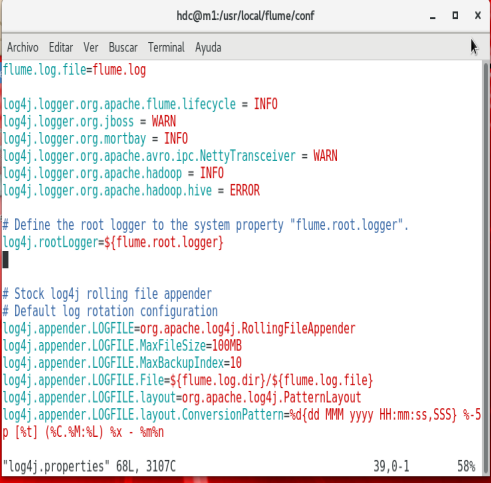 hdc@m1:/usr/local/flume/conf
Archivo Editar Ver Buscar Terminal Ayuda
flume.log.file=flume.log
log4j.logger.org.apache.flume.lifecycle = INFO
log4j.logger.org.jboss = WARN
log4j.logger.org.mortbay = INFO
log4j.logger.org.apache.avro.ipc.NettyTransceiver = WARN
log4j.logger.org.apache.hadoop = INFO
log4j.logger.org.apache.hadoop.hive = ERROR
# Define the root logger to the system property "flume.root.logger".
log4j.rootLogger=${flume.root.logger}
# Stock log4j rolling file appender
# Default log rotation configuration
log4j.appender.LOGFILE=org.apache.log4j.RollingFileAppender
log4j.appender.LOGFILE.MaxFileSize=100MB
log4j.appender.LOGFILE.MaxBackupIndex=10
log4j.appender.LOGFILE.File=${flume.log.dir}/${flume.log.file}
log4j.appender.LOGFILE.layout=org.apache.log4j.PatternLayout
log4j.appender.LOGFILE.layout.ConversionPattern=%d{dd MMM yyyy HH:mm:ss,SSS} %-5
p [%t] (%C.%M:%L) %x - %m%n
"log4j.properties" 68L, 3107C 39,0-1 58%